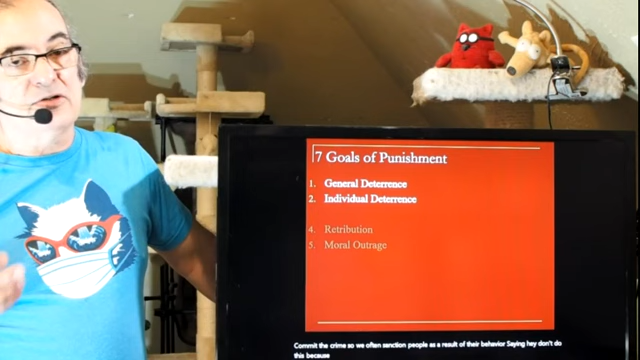 7 Goals of Punishment
1. General Deterrence
2. Individual Deterrence
4. Retribution
5. Moral Outrage
Commit the crime so we often sanction people as a result of their behavior Saying hey don't do
this because